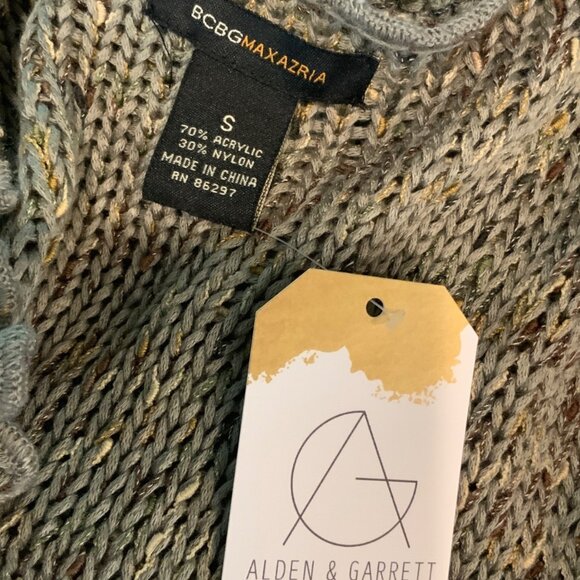 BCBGMAXAZRIA
S
70% ACRYLIC
30% NYLON
MADE IN CHINA
RN 86297
AG
ALDEN & GARRETT